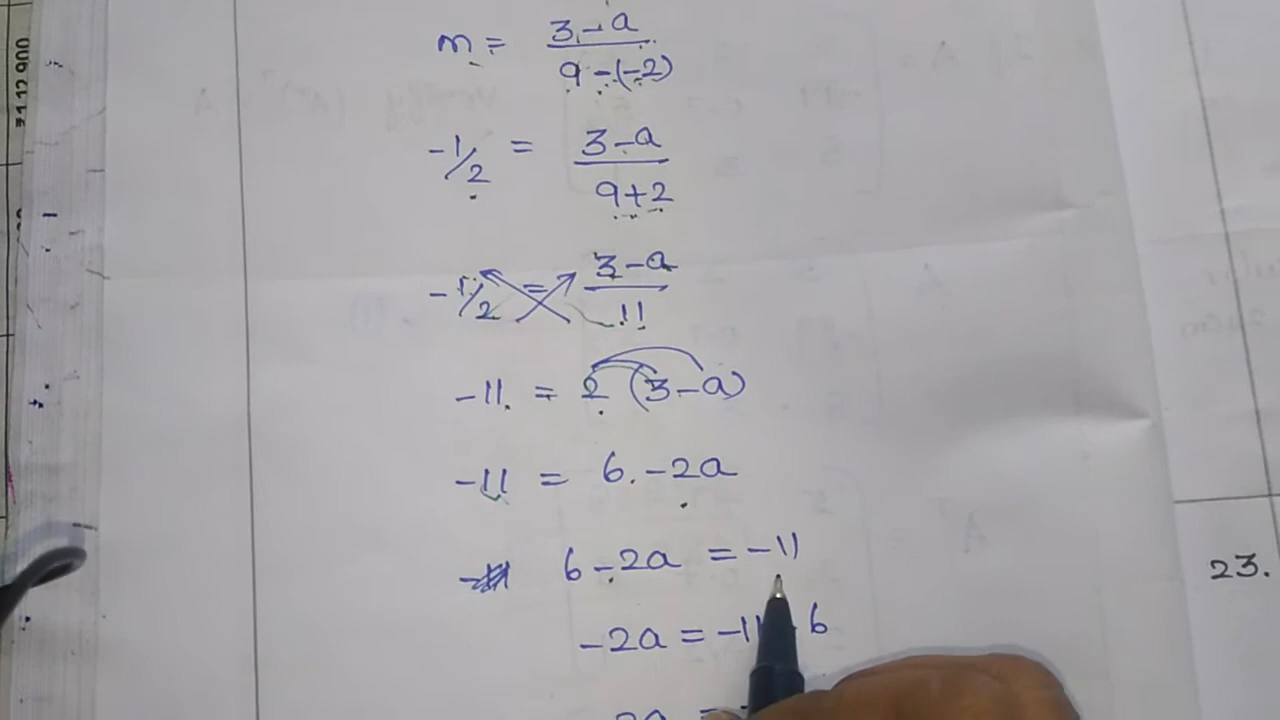 m = 3-a / 9-(-2)
-1/2 = 3-a / 9+2
-1/2 = 3-a / 11
-11 = 2 (3-a)
-11 = 6-2a
6-2a = -11
-2a = -11 6
23.